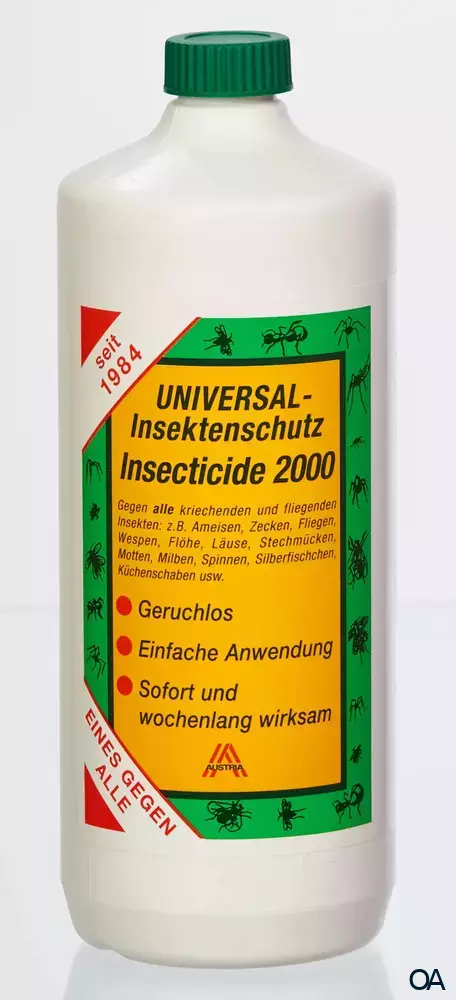 seit
1984
UNIVERSAL-
Insektenschutz
Insecticide 2000
Gegen alle kriechenden und fliegenden
Insekten: z.B. Ameisen, Zecken, Fliegen,
Wespen, Flöhe, Läuse, Stechmücken,
Motten, Milben, Spinnen, Silberfischchen,
Küchenschaben usw.
Geruchlos
Einfache Anwendung
Sofort und
wochenlang wirksam
AUSTRIA
EINES GEGEN
ALLE
OA